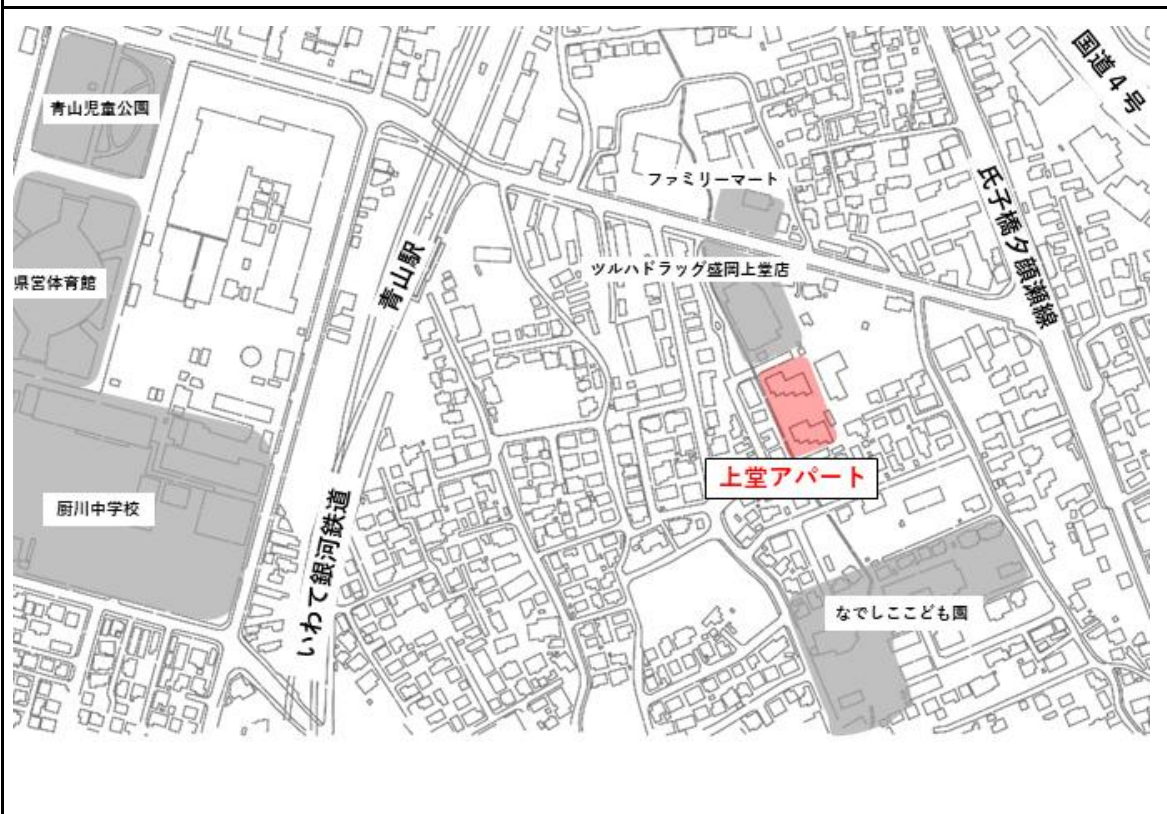 国道4号
青山児童公園
ファミリーマート
氏子橋夕顔瀬線
青山駅
ツルハドラッグ盛岡上堂店
県営体育館
上堂アパート
厨川中学校
いわて銀河鉄道
なでしここども園